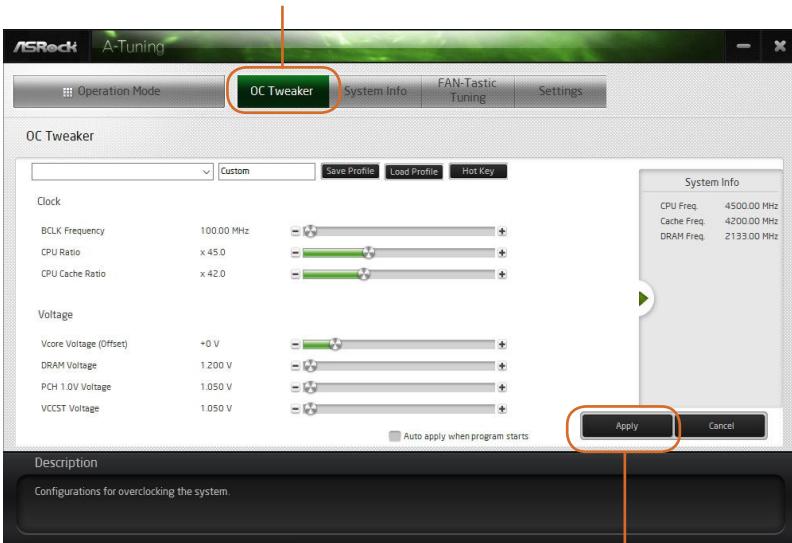 ASRock A-Tuning
Operation Mode OC Tweaker System Info FAN-Tastic Tuning Settings
OC Tweaker
Custom Save Profile Load Profile Hot Key
Clock
BCLK Frequency 100.00 MHz
CPU Ratio x 45.0
CPU Cache Ratio x 42.0
Voltage
Vcore Voltage (Offset) +0 V
DRAM Voltage 1.200 V
PCH 1.0V Voltage 1.050 V
VCCST Voltage 1.050 V
Auto apply when program starts
System Info
CPU Freq. 4500.00 MHz
Cache Freq. 4200.00 MHz
DRAM Freq. 2133.00 MHz
Apply Cancel
Description
Configurations for overclocking the system.